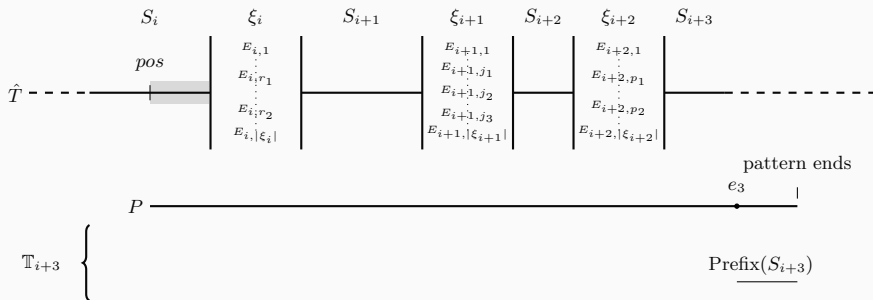 S_i ξ_i S_{i+1} ξ_{i+1} S_{i+2} ξ_{i+2} S_{i+3}
E_{i,1} E_{i+1,1} E_{i+2,1}
pos
E_{i,r_1} E_{i+1,j_1} E_{i+2,p_1}
T̂ E_{i+1,j_2}
E_{i,r_2} E_{i+1,j_3} E_{i+2,p_2}
E_{i,|ξ_i|} E_{i+1,|ξ_{i+1}|} E_{i+2,|ξ_{i+2}|}
pattern ends
e_3
P
𝕋_{i+3} Prefix(S_{i+3})